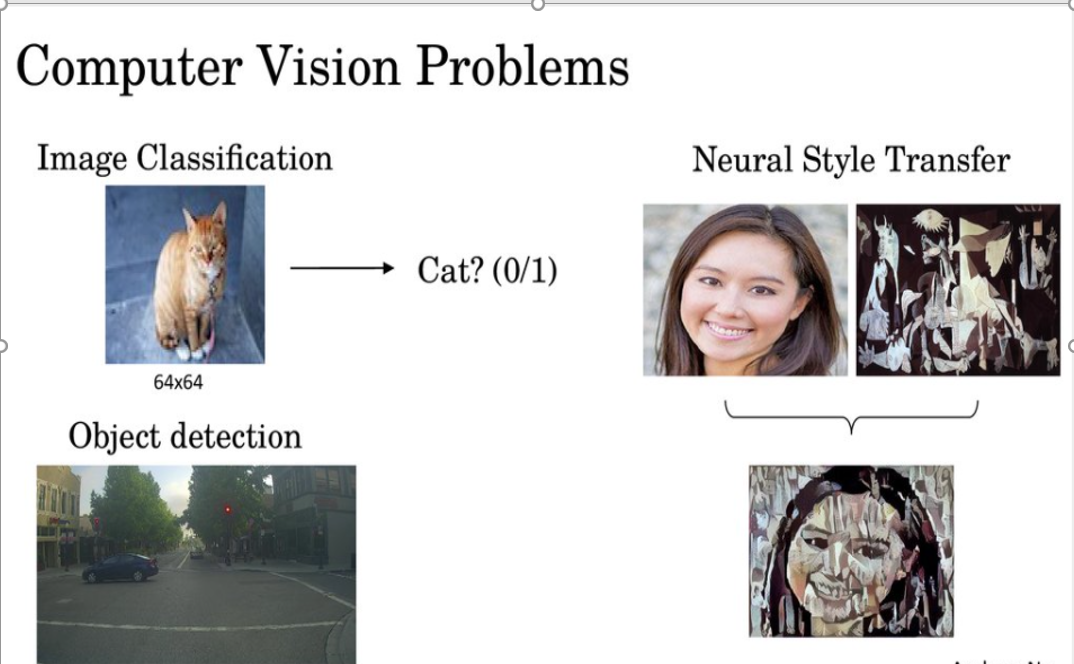 Computer Vision Problems
Image Classification
Cat? (0/1)
64x64
Object detection
Neural Style Transfer